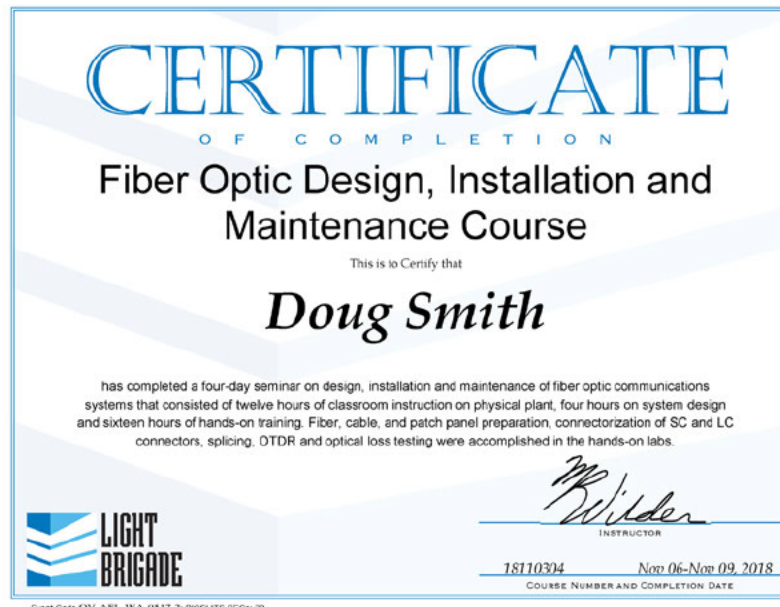 CERTIFICATE
OF COMPLETION
Fiber Optic Design, Installation and
Maintenance Course
This is to Certify that
Doug Smith
has completed a four-day seminar on design, installation and maintenance of fiber optic communications
systems that consisted of twelve hours of classroom instruction on physical plant, four hours on system design
and sixteen hours of hands-on training. Fiber, cable, and patch panel preparation, connectorization of SC and LC
connectors, splicing, OTDR and optical loss testing were accomplished in the hands-on labs.
MWilder
INSTRUCTOR
LIGHT
BRIGADE
18110304 Nov 06-Nov 09, 2018
COURSE NUMBER AND COMPLETION DATE